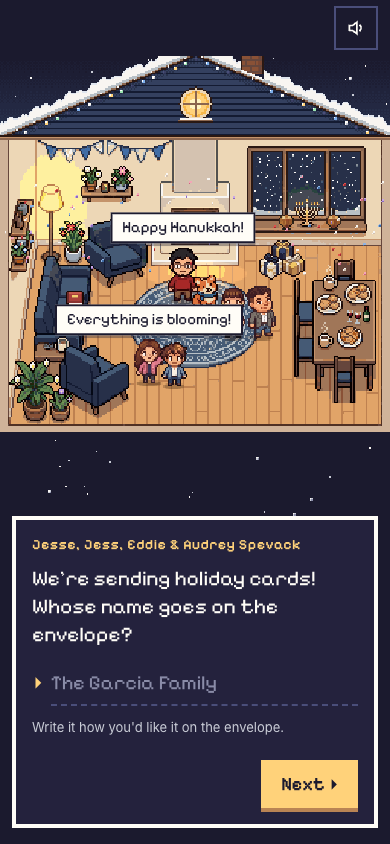 Happy Hanukkah!
Everything is blooming!
Jesse, Jess, Eddie & Audrey Spevack
We're sending holiday cards!
Whose name goes on the
envelope?
The Garcia Family
Write it how you'd like it on the envelope.
Next